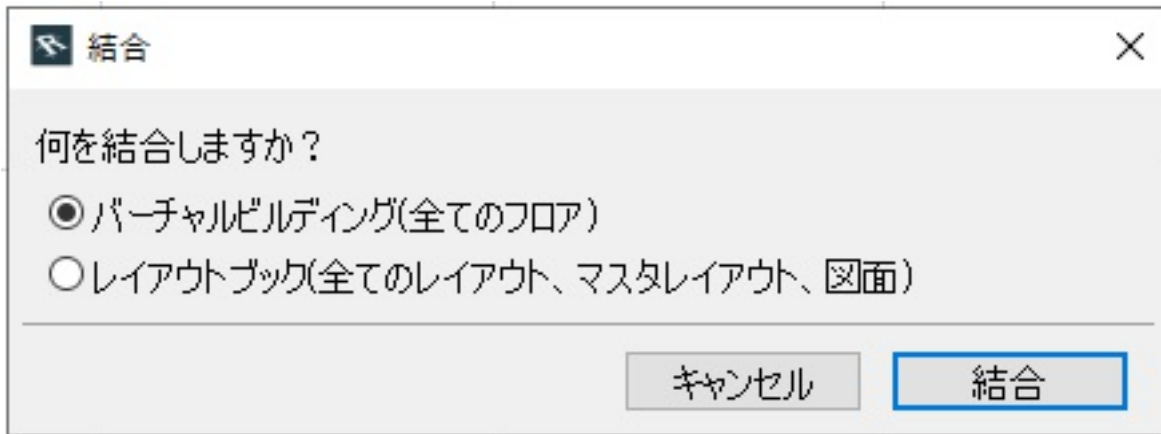 結合
何を結合しますか？
バーチャルビルディング(全てのフロア)
レイアウトブック(全てのレイアウト、マスタレイアウト、図面)
キャンセル 結合